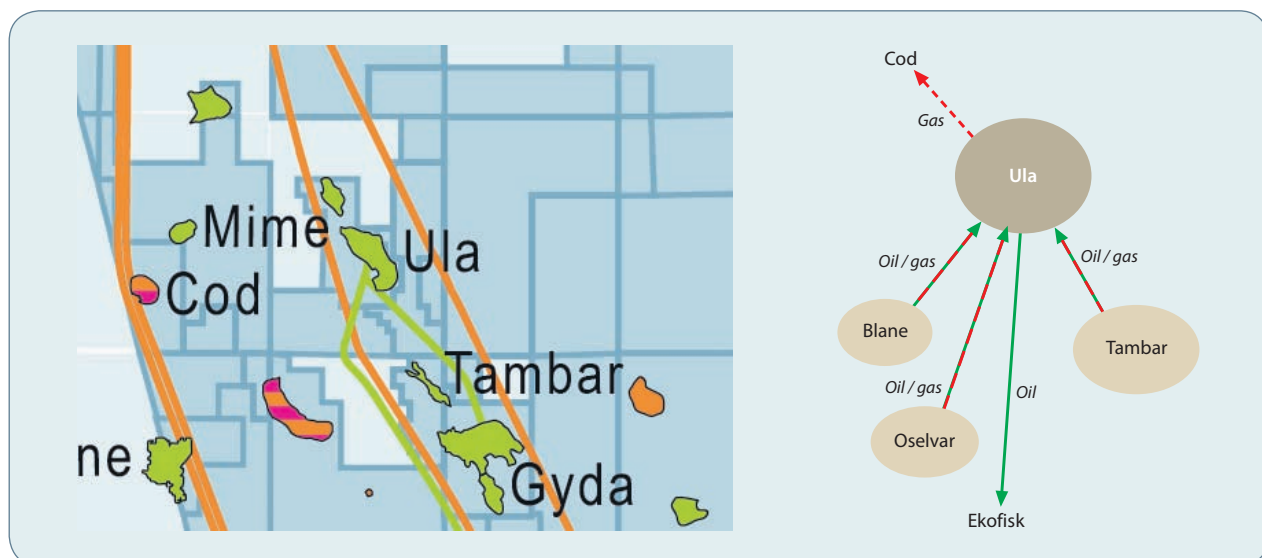 Mime
Ula
Cod
Tambar
ne
Gyda
Cod
Gas
Ula
Oil / gas
Oil / gas
Blane
Tambar
Oil / gas
Oil
Oselvar
Ekofisk